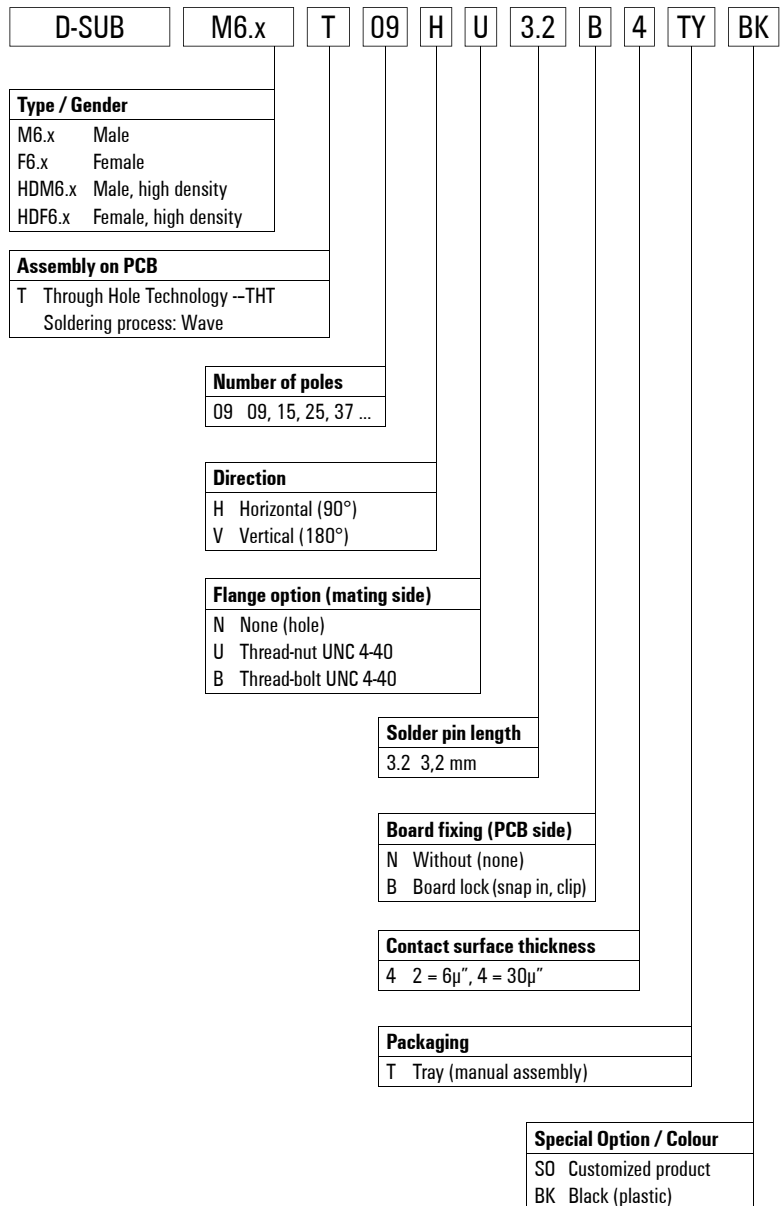 D-SUB M6.x T 09 H U 3.2 B 4 TY BK
Type / Gender
M6.x Male
F6.x Female
HDM6.x Male, high density
HDF6.x Female, high density
Assembly on PCB
T Through Hole Technology -–THT
Soldering process: Wave
Number of poles
09 09, 15, 25, 37 ...
Direction
H Horizontal (90°)
V Vertical (180°)
Flange option (mating side)
N None (hole)
U Thread-nut UNC 4-40
B Thread-bolt UNC 4-40
Solder pin length
3.2 3,2 mm
Board fixing (PCB side)
N Without (none)
B Board lock (snap in, clip)
Contact surface thickness
4 2 = 6µ", 4 = 30µ"
Packaging
T Tray (manual assembly)
Special Option / Colour
SO Customized product
BK Black (plastic)